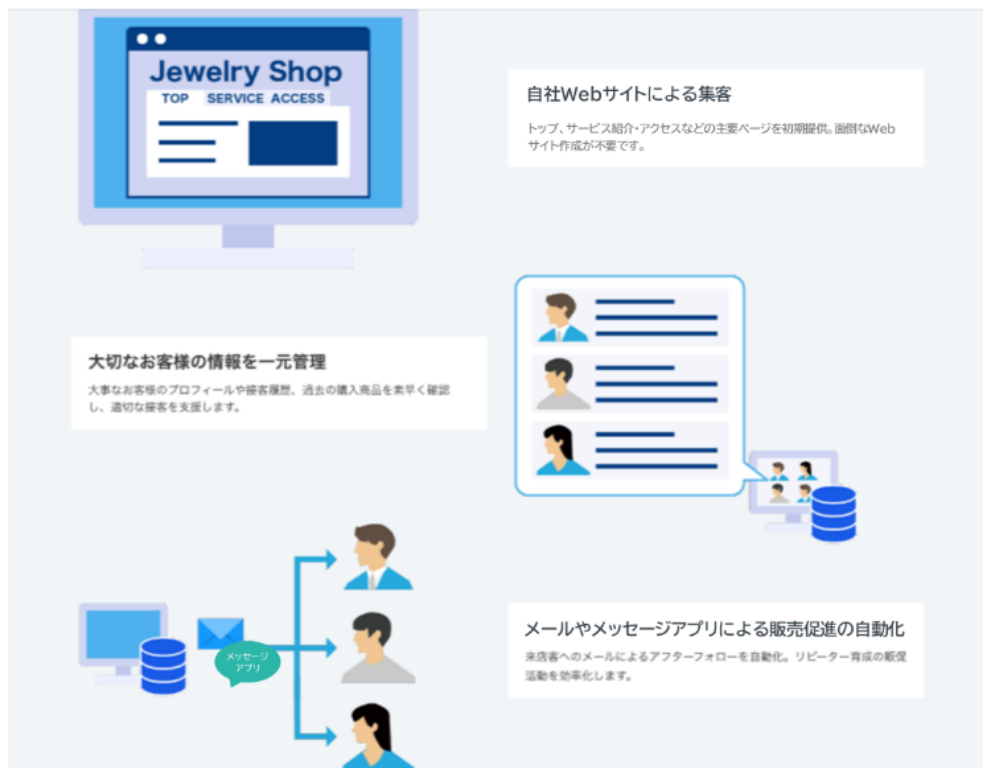 Jewelry Shop
TOP SERVICE ACCESS
自社Webサイトによる集客
トップ、サービス紹介・アクセスなどの主要ページを初期提供。面倒なWeb
サイト作成が不要です。
大切なお客様の情報を一元管理
大事なお客様のプロフィールや接客履歴、過去の購入商品を素早く確認
し、適切な接客を支援します。
メッセージ
アプリ
メールやメッセージアプリによる販売促進の自動化
来店客へのメールによるアフターフォローを自動化。リピーター育成の販促
活動を効率化します。